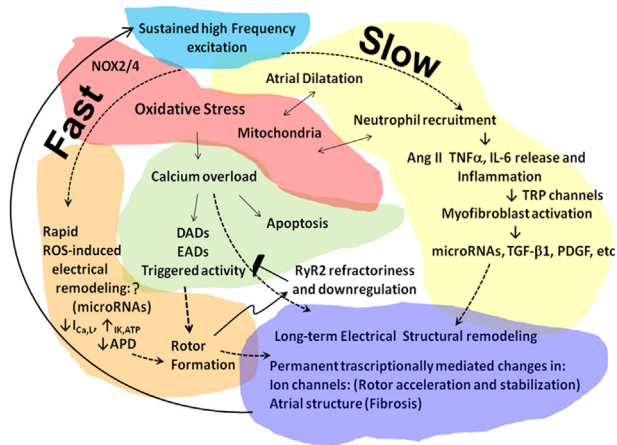 Sustained high Frequency
excitation
Slow
Fast
NOX2/4
Atrial Dilatation
Oxidative Stress
Mitochondria
Neutrophil recruitment
Ang II TNFα, IL-6 release and
Inflammation
TRP channels
Myofibroblast activation
microRNAs, TGF-β1, PDGF, etc
Calcium overload
Apoptosis
DADs
EADs
Triggered activity
Rapid
ROS-induced
electrical
remodeling:?
(microRNAs)
↓ICa,L, ↑IK,ATP
↓APD
RyR2 refractoriness
and downregulation
Rotor
Formation
Long-term Electrical Structural remodeling
Permanent trascriptionally mediated changes in:
Ion channels: (Rotor acceleration and stabilization)
Atrial structure (Fibrosis)